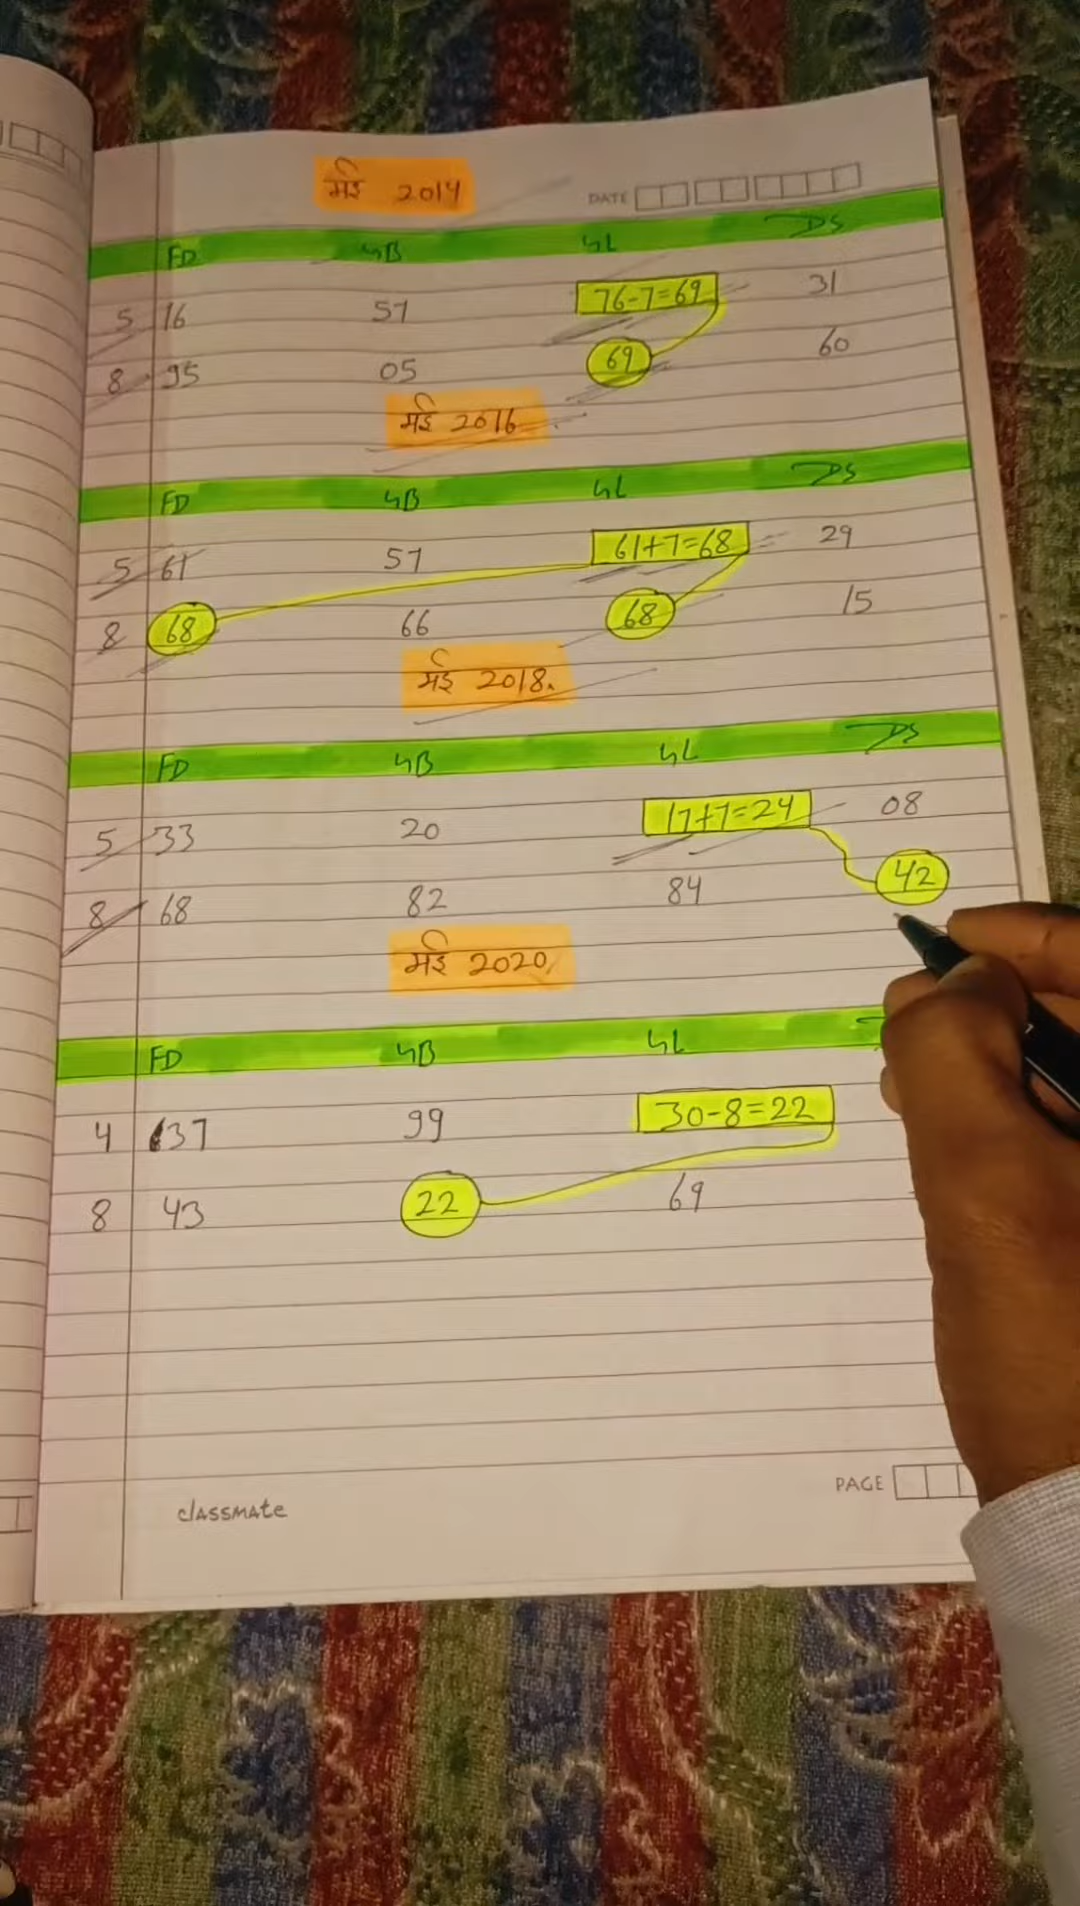 मई 2014
DATE
FD GB GL DS
5 16 57 76-7=69 31
8 95 05 69 60
मई 2016
FD GB GL DS
5 61 57 61+7=68 29
8 68 66 68 15
मई 2018.
FD GB GL DS
5 33 20 17+7=24 08
8 68 82 84 42
मई 2020
FD GB GL
4 37 99 30-8=22
8 43 22 69
classmate
PAGE